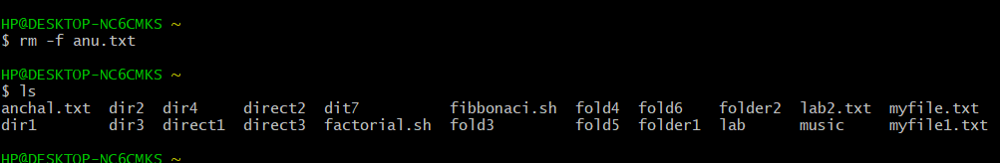 HP@DESKTOP-NC6CMKS ~
$ rm -f anu.txt
HP@DESKTOP-NC6CMKS ~
$ ls
anchal.txt  dir2  dir4     direct2  dit7          fibbonaci.sh  fold4  fold6    folder2  lab2.txt  myfile.txt
dir1        dir3  direct1  direct3  factorial.sh  fold3         fold5  folder1  lab      music     myfile1.txt
HP@DESKTOP-NC6CMKS ~